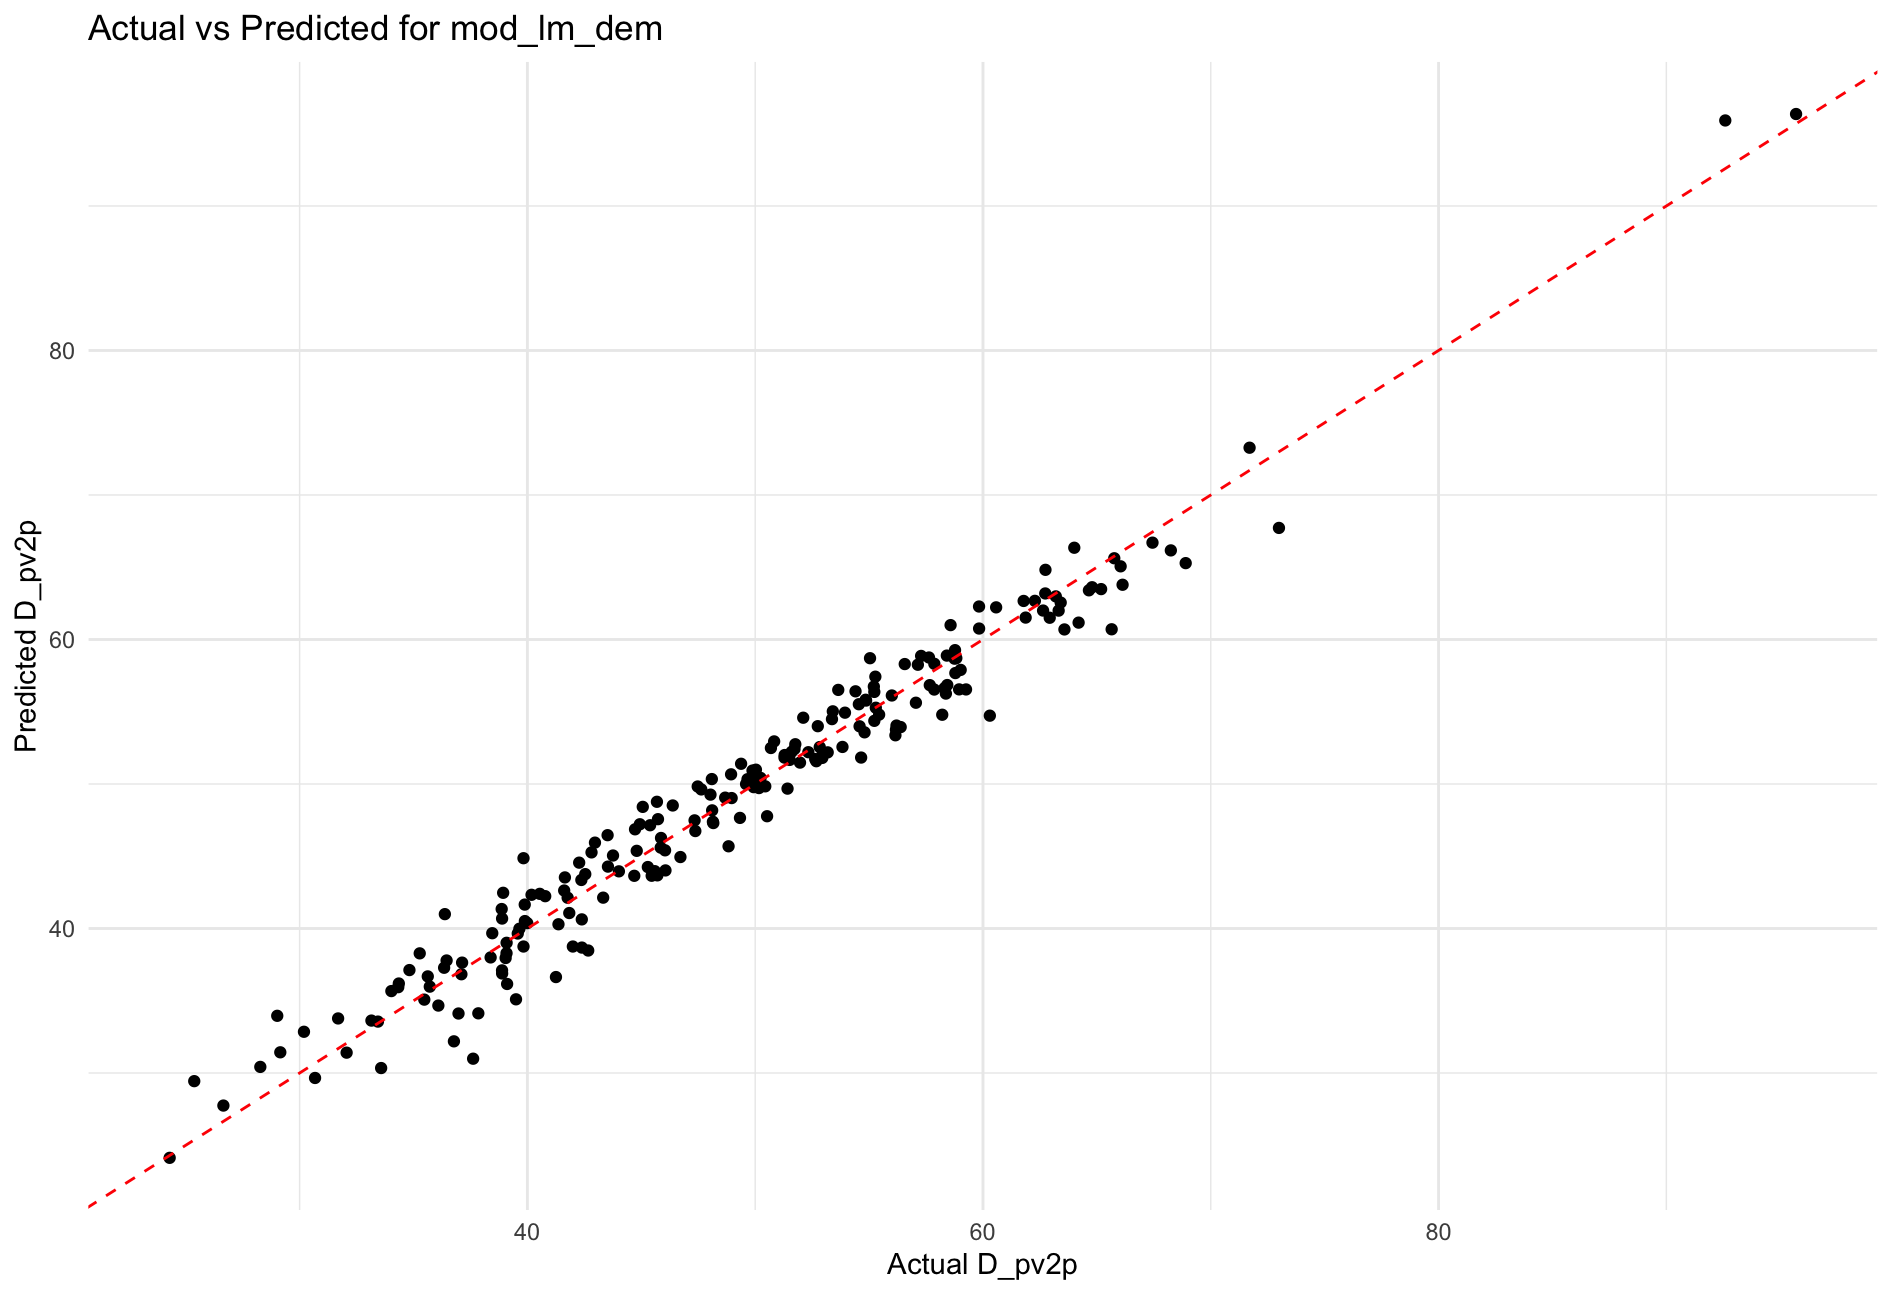 Actual vs Predicted for mod_lm_dem
Predicted D_pv2p
80
60
40
40 60 80
Actual D_pv2p